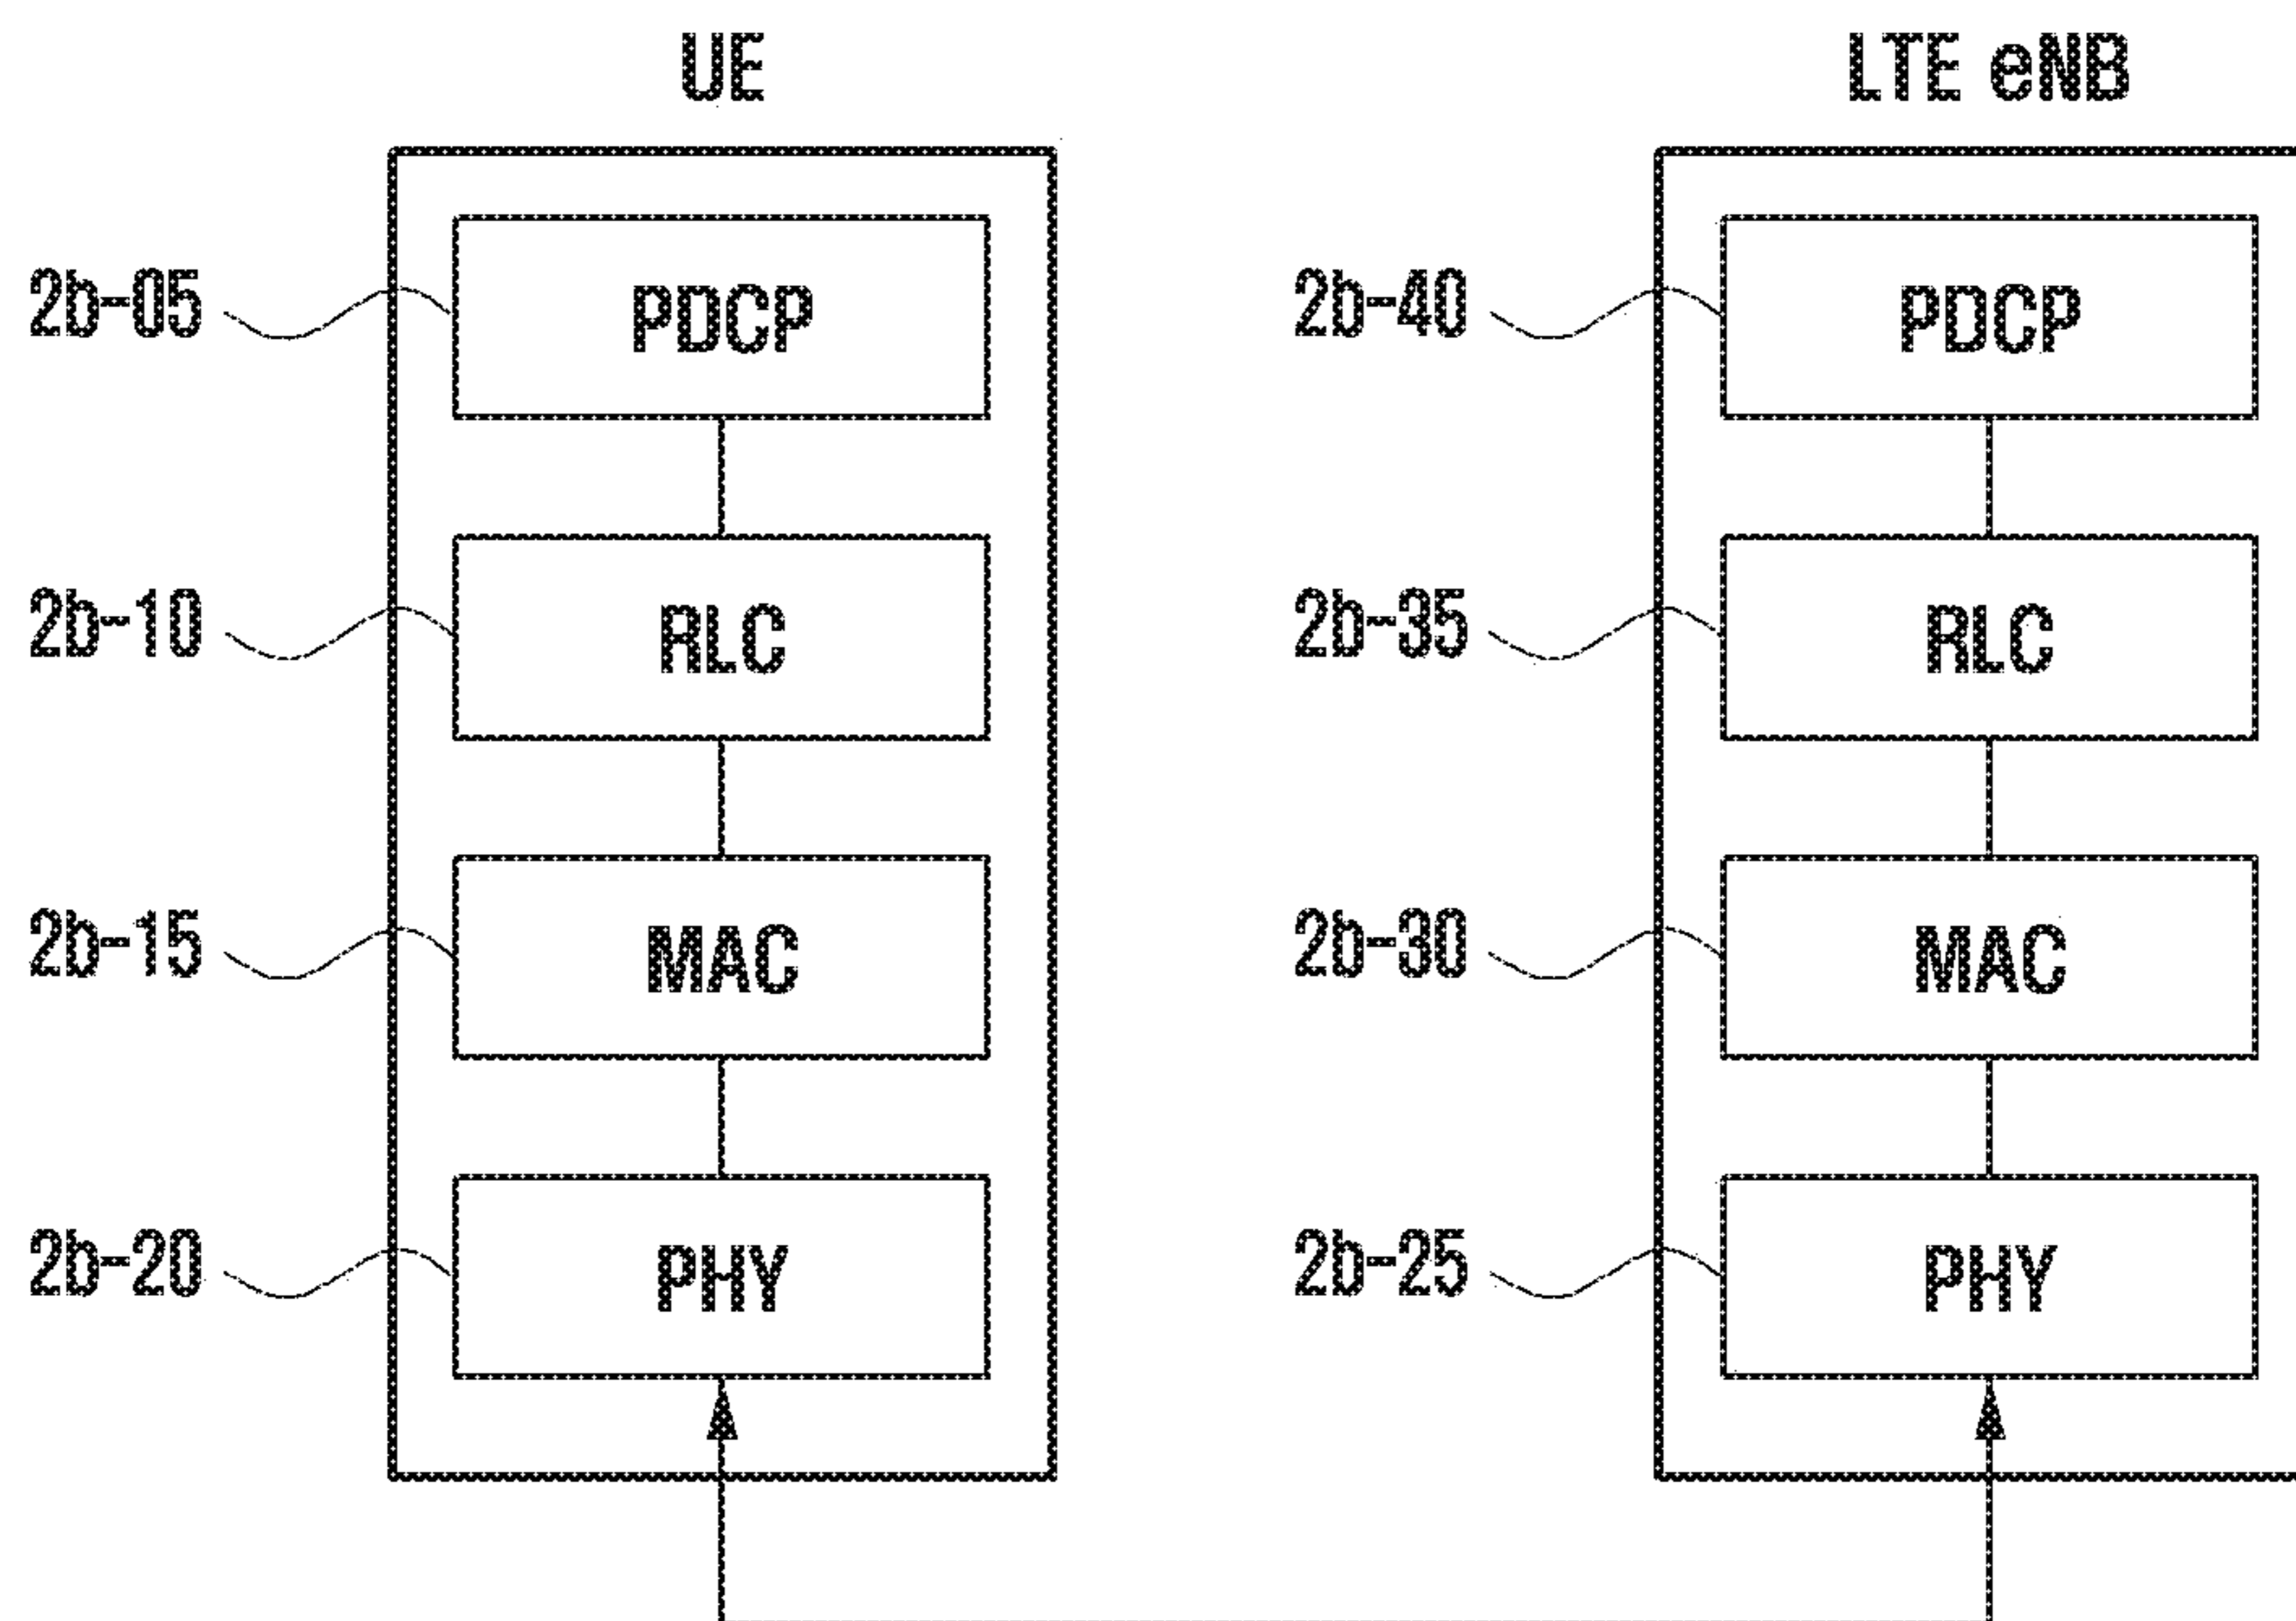 UE
LTE eNB
2b-05
PDCP
2b-40
PDCP
2b-10
RLC
2b-35
RLC
2b-15
MAC
2b-30
MAC
2b-20
PHY
2b-25
PHY